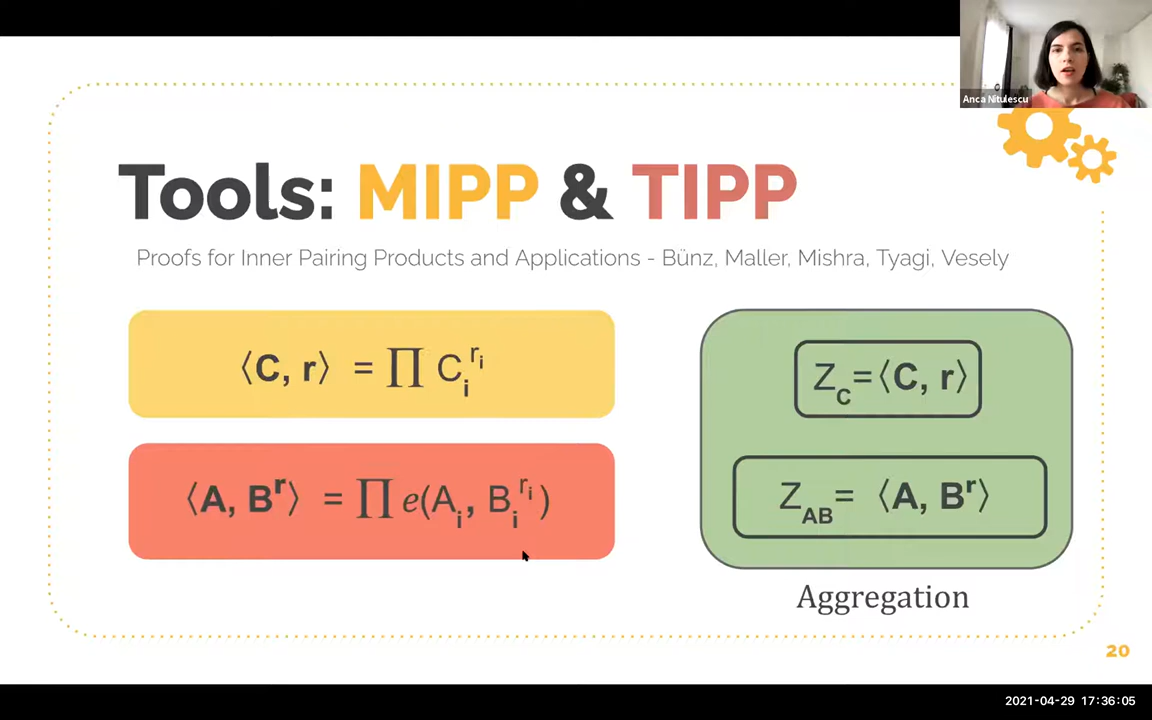 Anca Nitulescu
Tools: MIPP & TIPP
Proofs for Inner Pairing Products and Applications - Bünz, Maller, Mishra, Tyagi, Vesely
⟨C, r⟩ = ∏ C_i^{r_i}
⟨A, B^r⟩ = ∏ e(A_i, B_i^{r_i})
Z_C=⟨C, r⟩
Z_AB= ⟨A, B^r⟩
Aggregation
20
2021-04-29 17:36:05